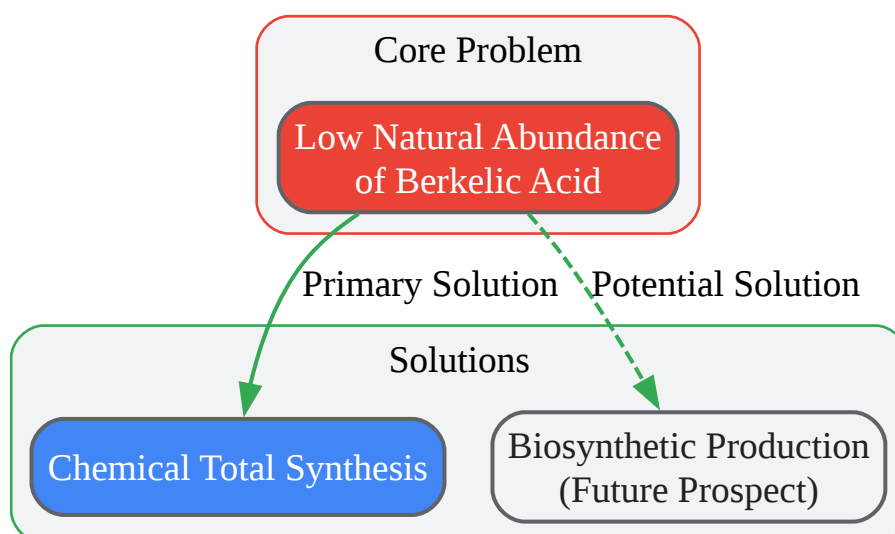 Core Problem
Low Natural Abundance
of Berkelic Acid
Primary Solution
Potential Solution
Solutions
Chemical Total Synthesis
Biosynthetic Production
(Future Prospect)